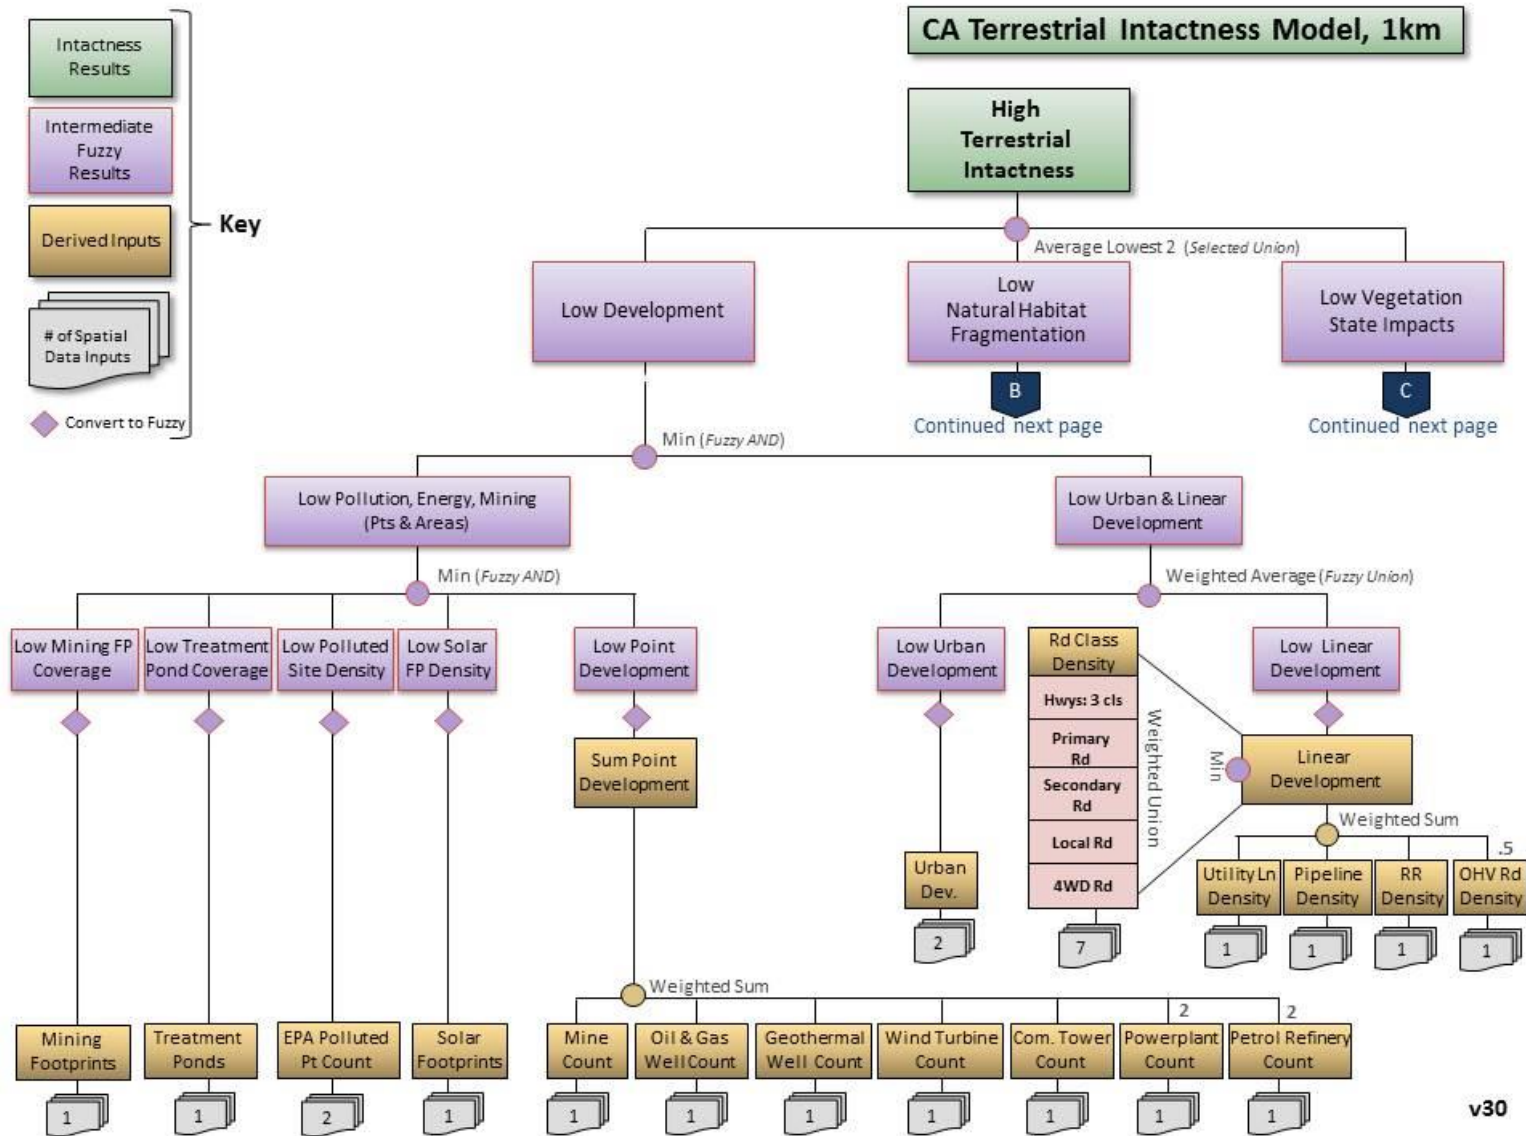 CA Terrestrial Intactness Model, 1km
Intactness
Results
Intermediate
Fuzzy
Results
Derived Inputs
# of Spatial
Data Inputs
Convert to Fuzzy
Key
High
Terrestrial
Intactness
Average Lowest 2 (Selected Union)
Low Development
Low
Natural Habitat
Fragmentation
Low Vegetation
State Impacts
B
Continued next page
C
Continued next page
Min (Fuzzy AND)
Low Pollution, Energy, Mining
(Pts & Areas)
Low Urban & Linear
Development
Min (Fuzzy AND)
Weighted Average (Fuzzy Union)
Low Mining FP
Coverage
Low Treatment
Pond Coverage
Low Polluted
Site Density
Low Solar
FP Density
Low Point
Development
Low Urban
Development
Rd Class
Density
Hwys: 3 cls
Primary
Rd
Secondary
Rd
Local Rd
4WD Rd
Weighted Union
Low Linear
Development
Min
Linear
Development
Sum Point
Development
Weighted Sum
.5
Urban
Dev.
Utility Ln
Density
Pipeline
Density
RR
Density
OHV Rd
Density
2
7
1
1
1
1
Weighted Sum
2
2
Mining
Footprints
Treatment
Ponds
EPA Polluted
Pt Count
Solar
Footprints
Mine
Count
Oil & Gas
Well Count
Geothermal
Well Count
Wind Turbine
Count
Com. Tower
Count
Powerplant
Count
Petrol Refinery
Count
1
1
2
1
1
1
1
1
1
1
1
v30